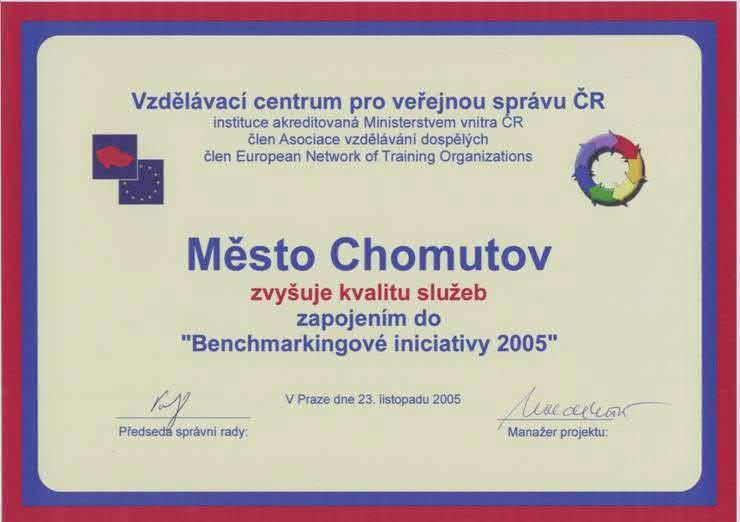 Vzdělávací centrum pro veřejnou správu ČR
instituce akreditovaná Ministerstvem vnitra ČR
člen Asociace vzdělávání dospělých
člen European Network of Training Organizations
Město Chomutov
zvyšuje kvalitu služeb
zapojením do
"Benchmarkingové iniciativy 2005"
V Praze dne 23. listopadu 2005
Předseda správní rady:
Manažer projektu: